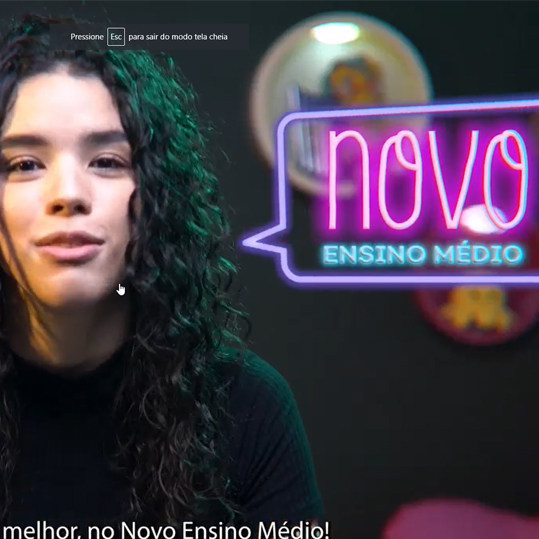 Pressione Esc para sair do modo tela cheia
novo
ENSINO MÉDIO
melhor, no Novo Ensino Médio!